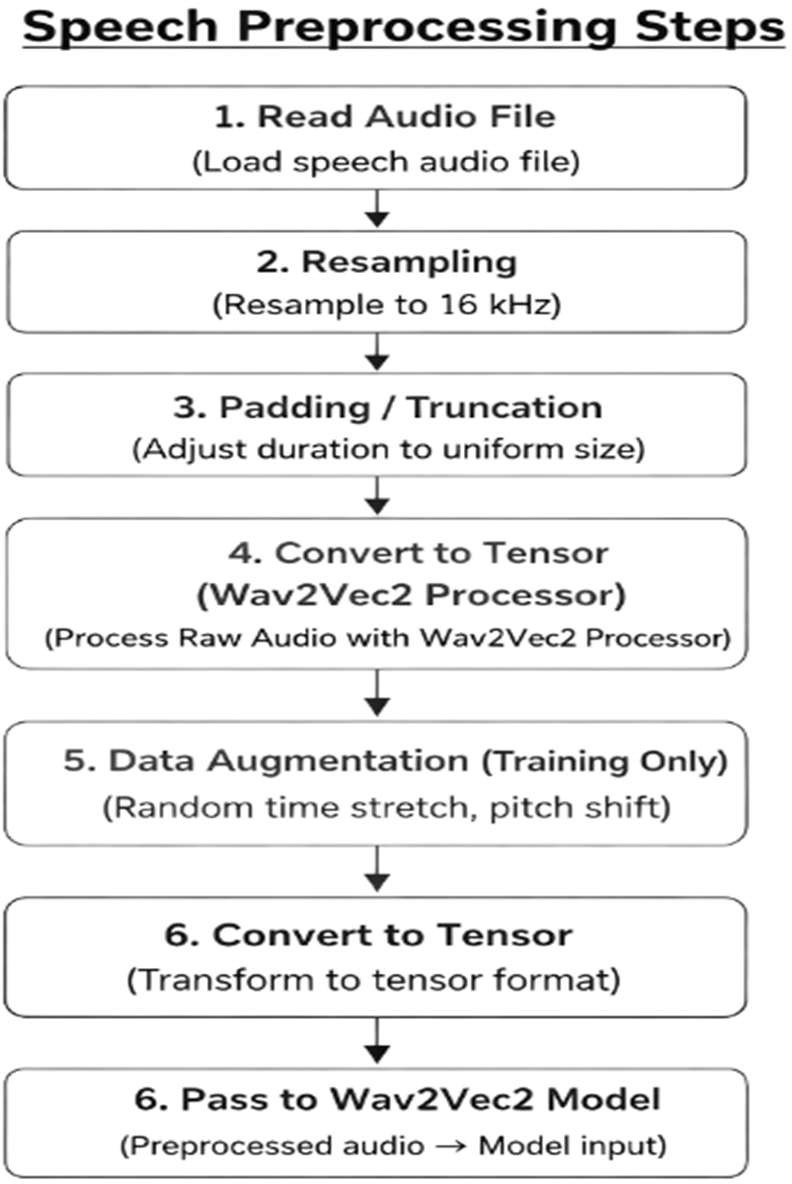 Speech Preprocessing Steps
1. Read Audio File
(Load speech audio file)
2. Resampling
(Resample to 16 kHz)
3. Padding / Truncation
(Adjust duration to uniform size)
4. Convert to Tensor
(Wav2Vec2 Processor)
(Process Raw Audio with Wav2Vec2 Processor)
5. Data Augmentation (Training Only)
(Random time stretch, pitch shift)
6. Convert to Tensor
(Transform to tensor format)
6. Pass to Wav2Vec2 Model
(Preprocessed audio → Model input)